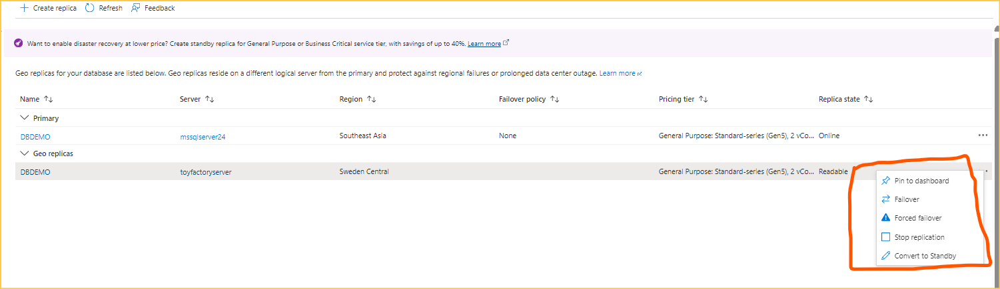 Create replica Refresh Feedback
Want to enable disaster recovery at lower price? Create standby replica for General Purpose or Business Critical service tier, with savings of up to 40%. Learn more
Geo replicas for your database are listed below. Geo replicas reside on a different logical server from the primary and protect against regional failures or prolonged data center outage. Learn more
Name Server Region Failover policy Pricing tier Replica state
Primary
DBDEMO mssqlserver24 Southeast Asia None General Purpose: Standard-series (Gen5), 2 vCo... Online
Geo replicas
DBDEMO toyfactoryserver Sweden Central General Purpose: Standard-series (Gen5), 2 vCo... Readable
Pin to dashboard
Failover
Forced failover
Stop replication
Convert to Standby